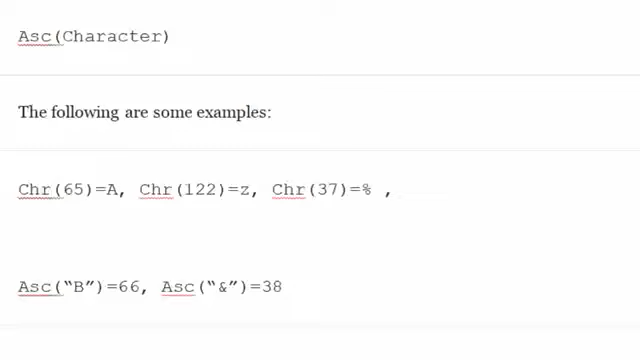 Asc(Character)
The following are some examples:
Chr(65)=A, Chr(122)=z, Chr(37)=% ,
Asc(“B”)=66, Asc(“&”)=38